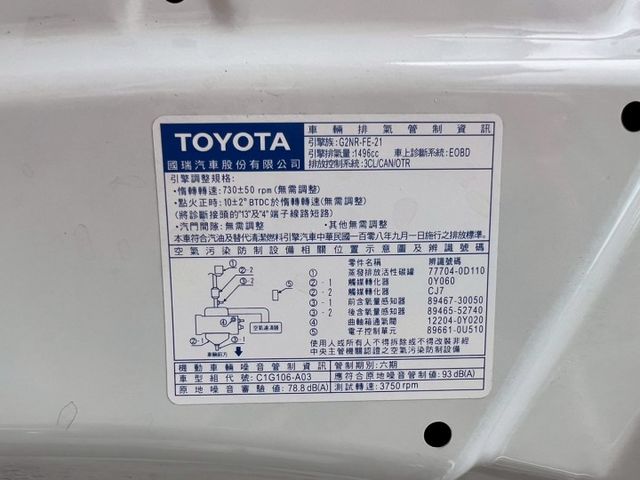 TOYOTA
國瑞汽車股份有限公司
車輛排氣管制資訊
引擎族:G2NR-FE-21
引擎排氣量:1496cc 車上診斷系統:EOBD
排放控制系統:3CL/CAN/OTR
引擎調整規格:
•惰轉轉速:730±50 rpm (無需調整)
•點火正時:10±2° BTDC於惰轉轉速(無需調整)
(將診斷接頭的"13"及"4"端子線路短路)
•汽門間隙:無需調整 •其他無需調整
本車符合汽油及替代清潔燃料引擎汽車中華民國一百零八年九月一日施行之排放標準。
空氣污染防制設備相關位置示意圖及辨識號碼
零件名稱 辨識號碼
① 蒸發排放活性碳罐 77704-0D110
②-1 觸媒轉化器 0Y060
②-2 觸媒轉化器 CJ7
③-1 前含氧量感知器 89467-30050
③-2 後含氧量感知器 89465-52740
④ 曲軸箱通氣閥 12204-0Y020
⑤ 電子控制單元 89661-0U510
空氣濾清器
車輛前方
使用人或所有人不得拆除或不得改裝非經
中央主管機關認證之空氣污染防制設備
機動車輛噪音管制資訊 管制期別:六期
車型組代號:C1G106-A03 應符合原地噪音管制值:93 dB(A)
原地噪音審驗值:78.8 dB(A) 測試轉速:3750 rpm